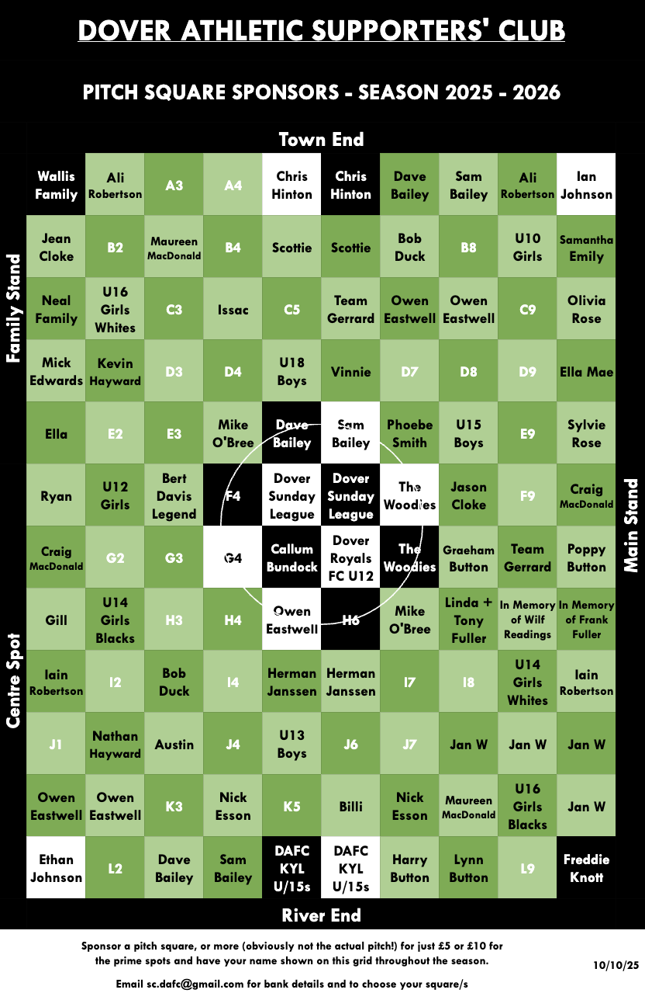 DOVER ATHLETIC SUPPORTERS' CLUB
PITCH SQUARE SPONSORS - SEASON 2025 - 2026
Town End
Family Stand
Centre Spot
Main Stand
Wallis
Family
Ali
Robertson
A3
A4
Chris
Hinton
Chris
Hinton
Dave
Bailey
Sam
Bailey
Ali
Robertson
Ian
Johnson
Jean
Cloke
B2
Maureen
MacDonald
B4
Scottie
Scottie
Bob
Duck
B8
U10
Girls
Samantha
Emily
Neal
Family
U16
Girls
Whites
C3
Issac
C5
Team
Gerrard
Owen
Eastwell
Owen
Eastwell
C9
Olivia
Rose
Mick
Edwards
Kevin
Hayward
D3
D4
U18
Boys
Vinnie
D7
D8
D9
Ella Mae
Ella
E2
E3
Mike
O'Bree
Dave
Bailey
Sam
Bailey
Phoebe
Smith
U15
Boys
E9
Sylvie
Rose
Ryan
U12
Girls
Bert
Davis
Legend
F4
Dover
Sunday
League
Dover
Sunday
League
The
Woodies
Jason
Cloke
F9
Craig
MacDonald
Craig
MacDonald
G2
G3
G4
Callum
Bundock
Dover
Royals
FC U12
The
Woodies
Graeham
Button
Team
Gerrard
Poppy
Button
Gill
U14
Girls
Blacks
H3
H4
Owen
Eastwell
H6
Mike
O'Bree
Linda +
Tony
Fuller
In Memory
of Wilf
Readings
In Memory
of Frank
Fuller
Iain
Robertson
I2
Bob
Duck
I4
Herman
Janssen
Herman
Janssen
I7
I8
U14
Girls
Whites
Iain
Robertson
J1
Nathan
Hayward
Austin
J4
U13
Boys
J6
J7
Jan W
Jan W
Jan W
Owen
Eastwell
Owen
Eastwell
K3
Nick
Esson
K5
Billi
Nick
Esson
Maureen
MacDonald
U16
Girls
Blacks
Jan W
Ethan
Johnson
L2
Dave
Bailey
Sam
Bailey
DAFC
KYL
U/15s
DAFC
KYL
U/15s
Harry
Button
Lynn
Button
L9
Freddie
Knott
River End
Sponsor a pitch square, or more (obviously not the actual pitch!) for just £5 or £10 for
the prime spots and have your name shown on this grid throughout the season.
10/10/25
Email sc.dafc@gmail.com for bank details and to choose your square/s